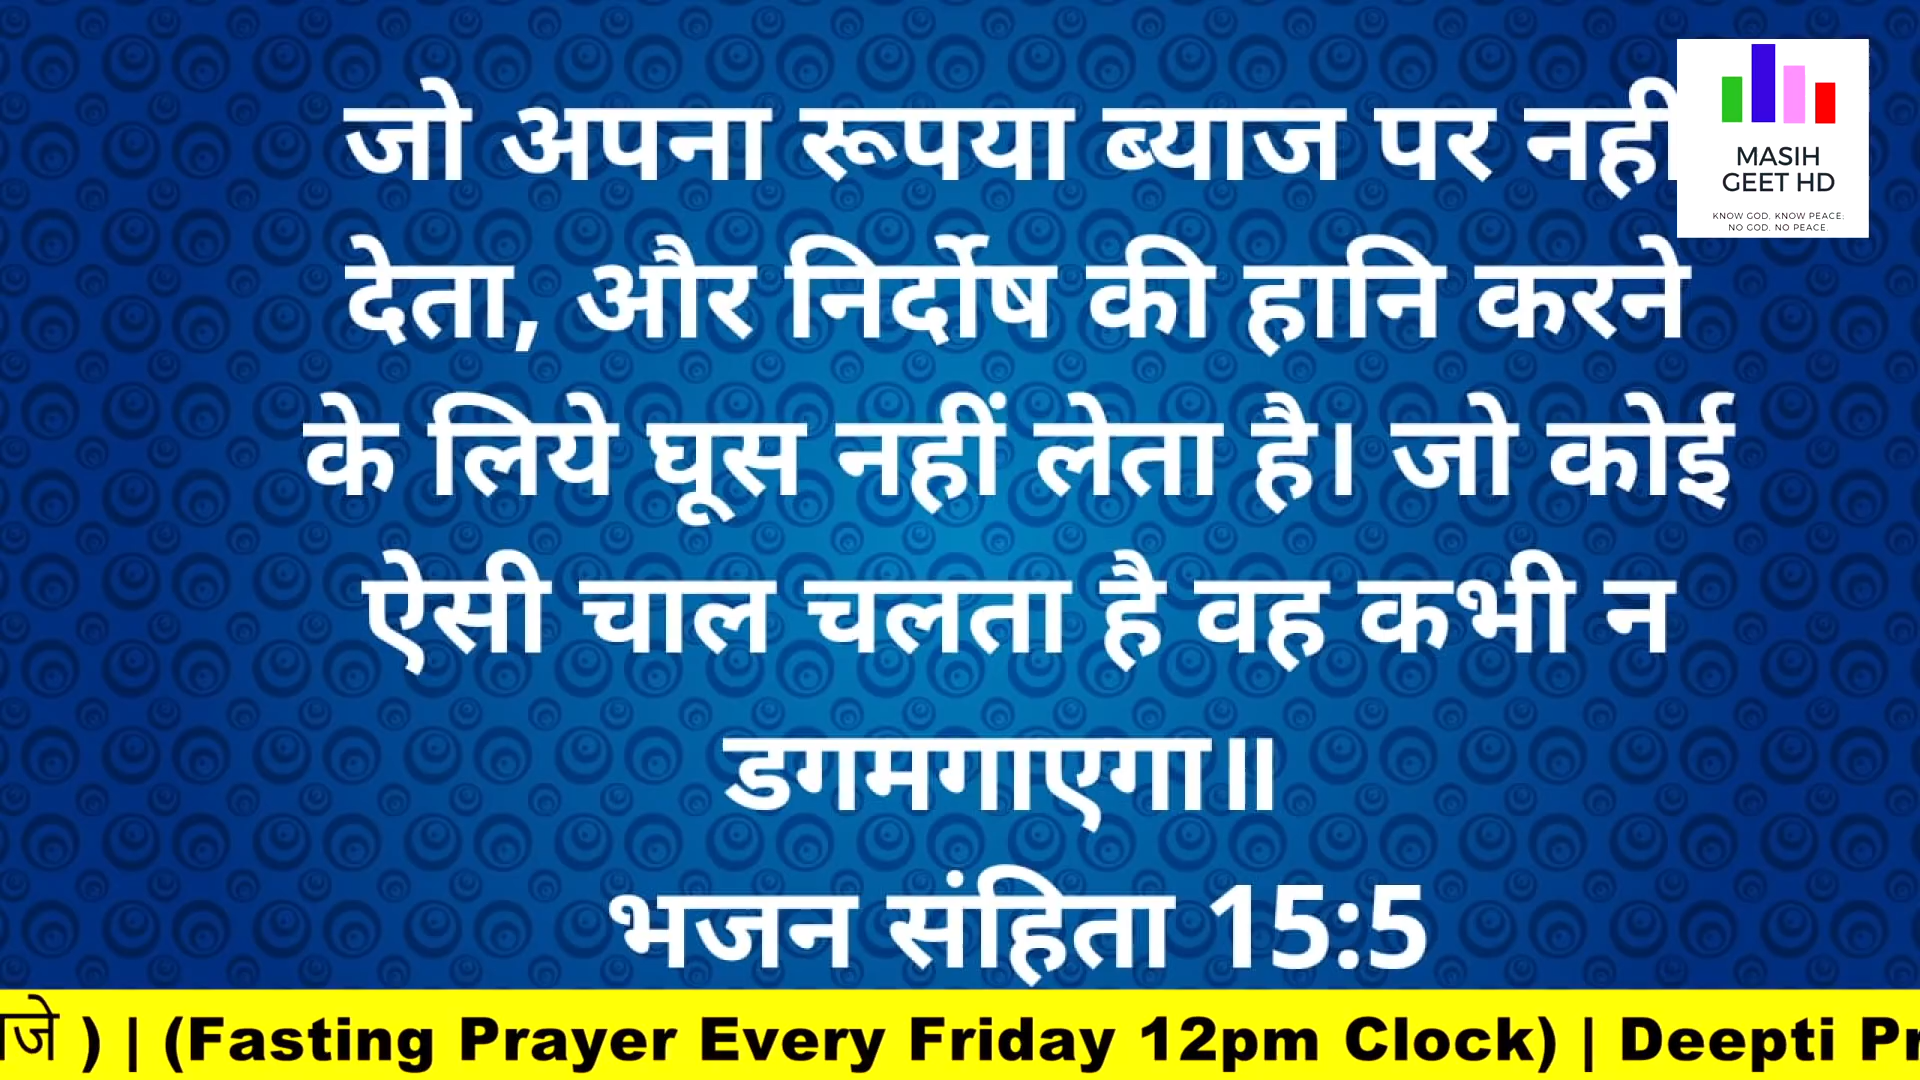 जो अपना रूपया ब्याज पर नहीं
देता, और निर्दोष की हानि करने
के लिये घूस नहीं लेता है। जो कोई
ऐसी चाल चलता है वह कभी न
डगमगाएगा॥
भजन संहिता 15:5
MASIH
GEET HD
KNOW GOD. KNOW PEACE:
NO GOD. NO PEACE.
) | (Fasting Prayer Every Friday 12pm Clock) | Deepti